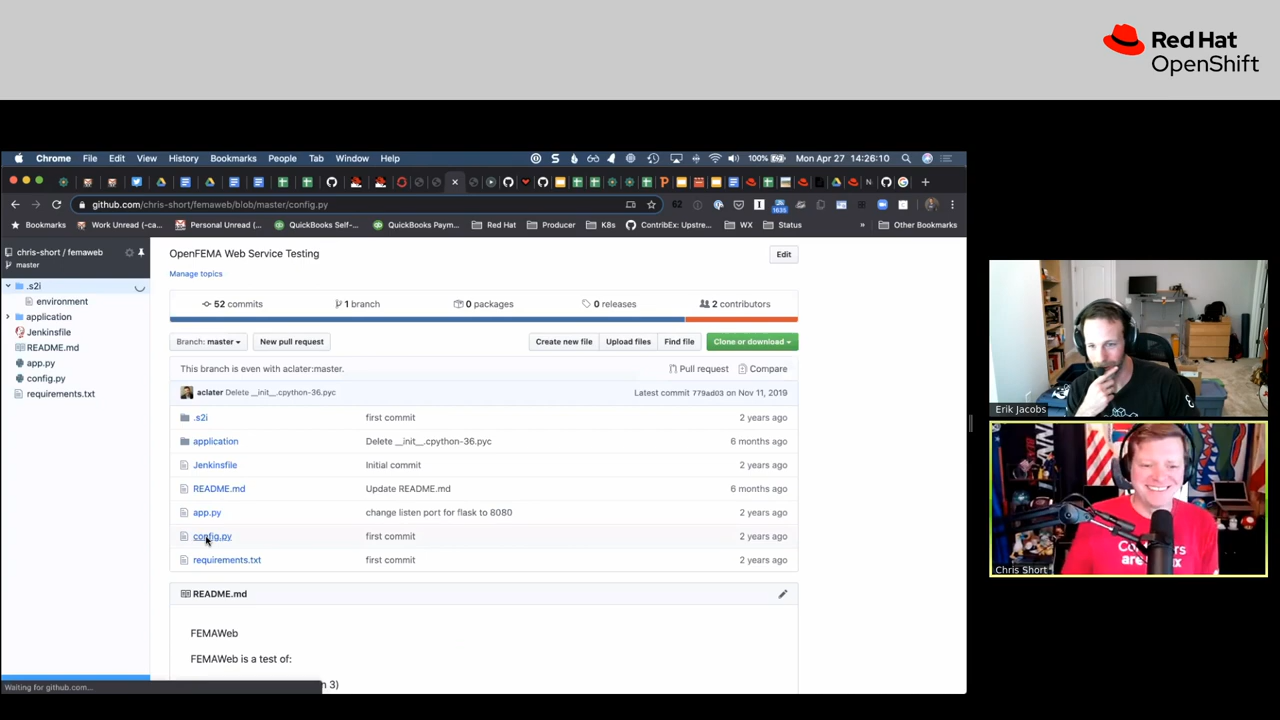 Red Hat
OpenShift
Chrome File Edit View History Bookmarks People Tab Window Help
100% Mon Apr 27 14:26:10
github.com/chris-short/femaweb/blob/master/config.py
Bookmarks Work Unread (-ca... Personal Unread (... QuickBooks Self-... QuickBooks Paym... Red Hat Producer K8s ContribEx: Upstre... WX Status » Other Bookmarks
chris-short / femaweb
master
.s2i
environment
application
Jenkinsfile
README.md
app.py
config.py
requirements.txt
OpenFEMA Web Service Testing
Edit
Manage topics
52 commits 1 branch 0 packages 0 releases 2 contributors
Branch: master New pull request Create new file Upload files Find file Clone or download
This branch is even with aclater:master. Pull request Compare
aclater Delete __init__.cpython-36.pyc Latest commit 779ad03 on Nov 11, 2019
.s2i first commit 2 years ago
application Delete __init__.cpython-36.pyc 6 months ago
Jenkinsfile Initial commit 2 years ago
README.md Update README.md 6 months ago
app.py change listen port for flask to 8080 2 years ago
config.py first commit 2 years ago
requirements.txt first commit 2 years ago
README.md
FEMAWeb
FEMAWeb is a test of:
n 3)
Waiting for github.com...
Erik Jacobs
Chris Short